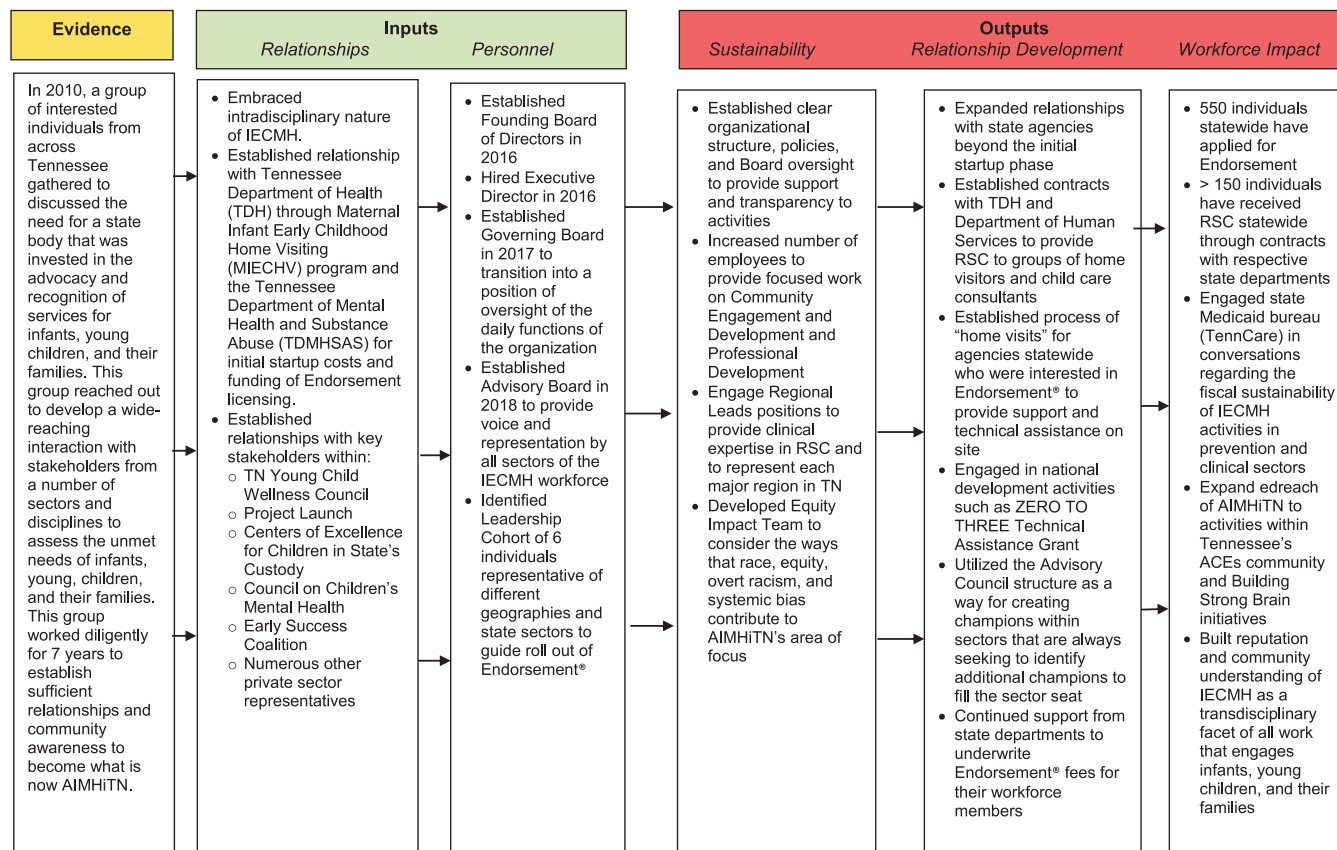 Evidence
Inputs
Relationships
Personnel
Outputs
Sustainability
Relationship Development
Workforce Impact
In 2010, a group
of interested
individuals from
across
Tennessee
gathered to
discussed the
need for a state
body that was
invested in the
advocacy and
recognition of
services for
infants, young
children, and their
families. This
group reached out
to develop a wide-
reaching
interaction with
stakeholders from
a number of
sectors and
disciplines to
assess the unmet
needs of infants,
young, children,
and their families.
This group
worked diligently
for 7 years to
establish
sufficient
relationships and
community
awareness to
become what is
now AIMHiTN.
• Embraced
intradisciplinary
nature of IECMH.
• Established relationship
with Tennessee
Department of Health
(TDH) through Maternal
Infant Early Childhood
Home Visiting
(MIECHV) program and
the Tennessee
Department of Mental
Health and Substance
Abuse (TDMHSAS) for
initial startup costs and
funding of Endorsement
licensing.
• Established
relationships with key
stakeholders within:
o TN Young Child
Wellness Council
o Project Launch
o Centers of Excellence
for Children in State's
Custody
o Council on Children's
Mental Health
o Early Success
Coalition
o Numerous other
private sector
representatives
• Established
Founding Board
of Directors in
2016
• Hired Executive
Director in 2016
• Established
Governing Board
in 2017 to
transition into a
position of
oversight of the
daily functions of
the organization
• Established
Advisory Board in
2018 to provide
voice and
representation by
all sectors of the
IECMH workforce
• Identified
Leadership
Cohort of 6
individuals
representative of
different
geographies and
state sectors to
guide roll out of
Endorsement®
• Established clear
organizational
structure, policies,
and Board oversight
to provide support
and transparency to
activities
• Increased number of
employees to
provide focused work
on Community
Engagement and
Development and
Professional
Development
• Engage Regional
Leads positions to
provide clinical
expertise in RSC and
to represent each
major region in TN
• Developed Equity
Impact Team to
consider the ways
that race, equity,
overt racism, and
systemic bias
contribute to
AIMHiTN's area of
focus
• Expanded relationships
with state agencies
beyond the initial
startup phase
• Established contracts
with TDH and
Department of Human
Services to provide
RSC to groups of home
visitors and child care
consultants
• Established process of
“home visits” for
agencies statewide
who were interested in
Endorsement® to
provide support and
technical assistance on
site
• Engaged in national
development activities
such as ZERO TO
THREE Technical
Assistance Grant
• Utilized the Advisory
Council structure as a
way for creating
champions within
sectors that are always
seeking to identify
additional champions to
fill the sector seat
• Continued support from
state departments to
underwrite
Endorsement® fees for
their workforce
members
• 550 individuals
statewide have
applied for
Endorsement
• > 150 individuals
have received
RSC statewide
through contracts
with respective
state departments
• Engaged state
Medicaid bureau
(TennCare) in
conversations
regarding the
fiscal sustainability
of IECMH
activities in
prevention and
clinical sectors
• Expand edreach
of AIMHiTN to
activities within
Tennessee's
ACEs community
and Building
Strong Brain
initiatives
• Built reputation
and community
understanding of
IECMH as a
transdisciplinary
facet of all work
that engages
infants, young
children, and their
families